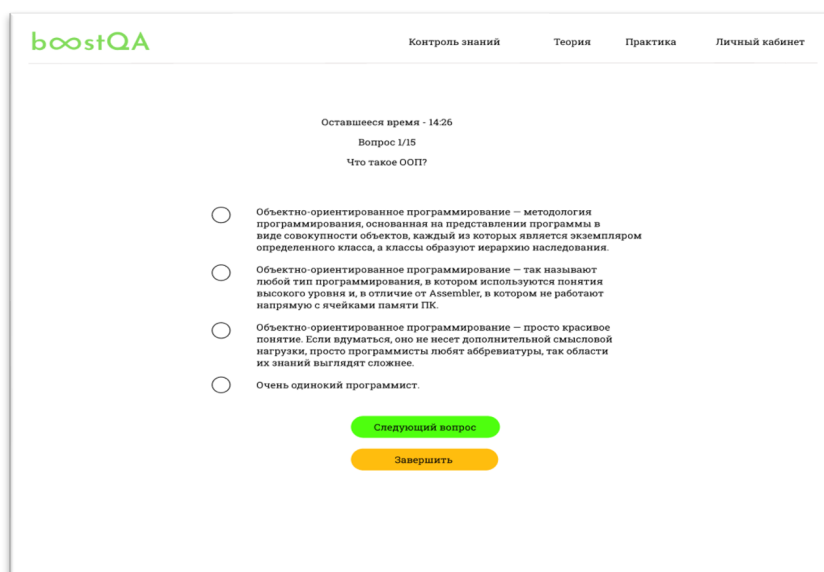 boostQA
Контроль знаний Теория Практика Личный кабинет
Оставшееся время - 14:26
Вопрос 1/15
Что такое ООП?
Объектно-ориентированное программирование — методология
программирования, основанная на представлении программы в
виде совокупности объектов, каждый из которых является экземпляром
определенного класса, а классы образуют иерархию наследования.
Объектно-ориентированное программирование — так называют
любой тип программирования, в котором используются понятия
высокого уровня и, в отличие от Assembler, в котором не работают
напрямую с ячейками памяти ПК.
Объектно-ориентированное программирование — просто красивое
понятие. Если вдуматься, оно не несет дополнительной смысловой
нагрузки, просто программисты любят аббревиатуры, так области
их знаний выглядят сложнее.
Очень одинокий программист.
Следующий вопрос
Завершить